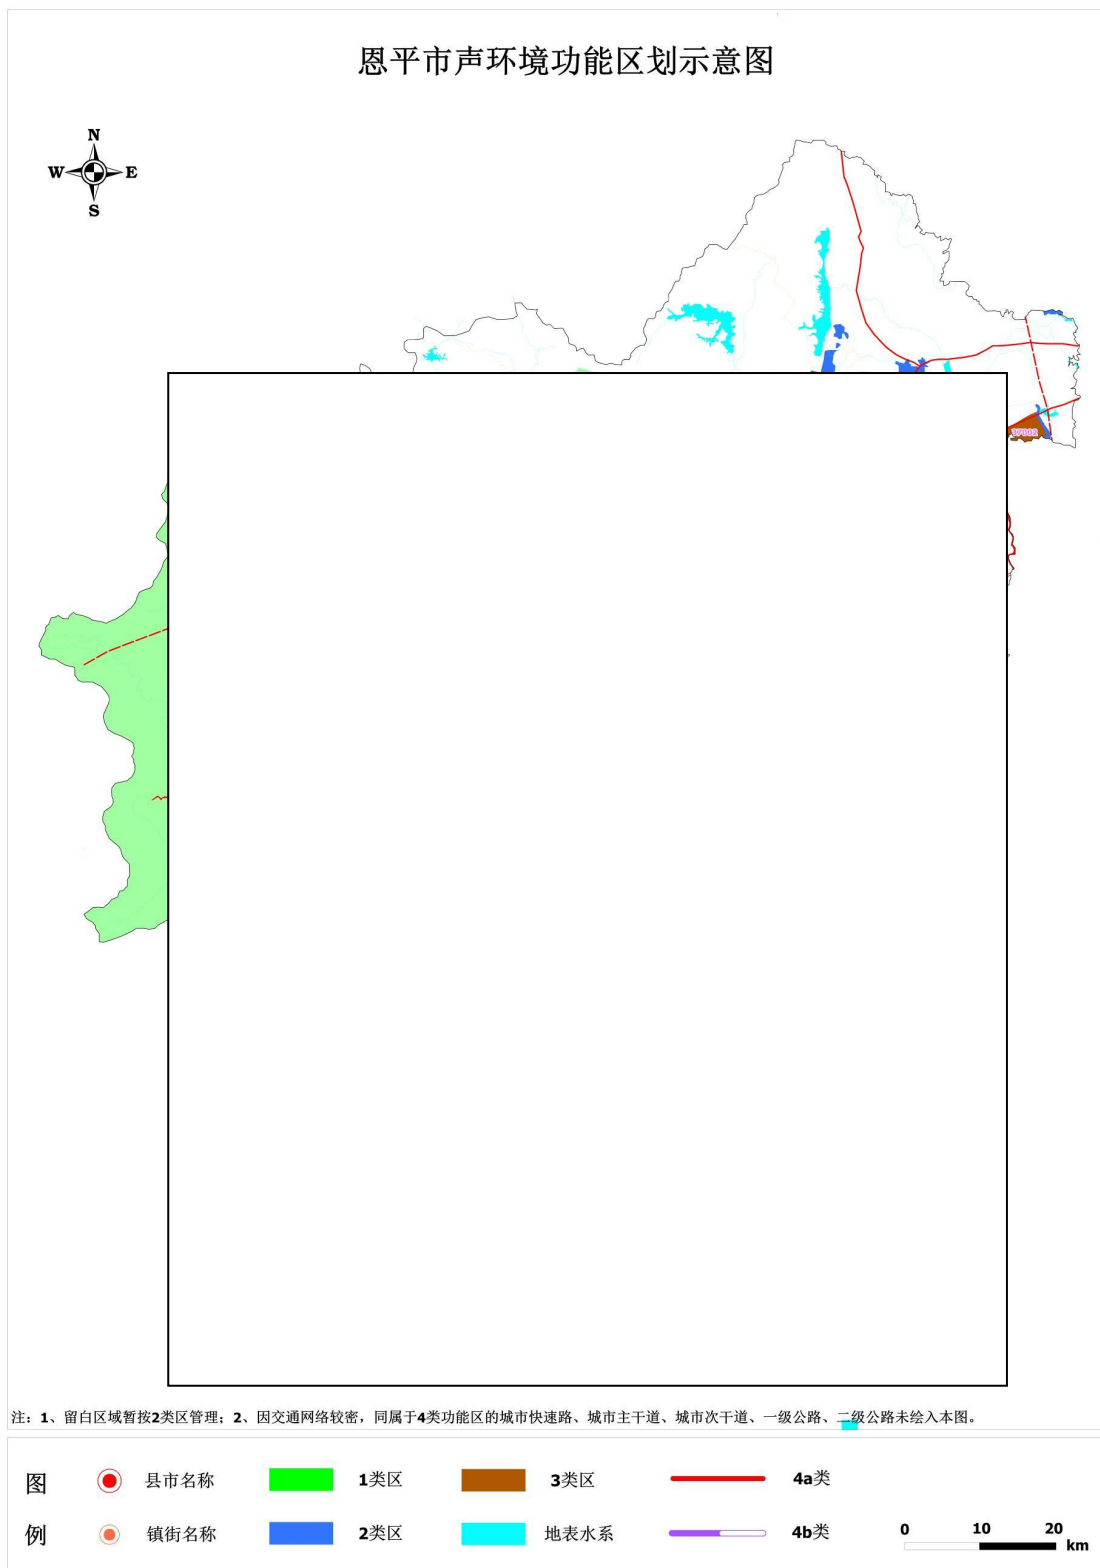 恩平市声环境功能区划示意图
N
W E
S
注：1、留白区域暂按2类区管理；2、因交通网络较密，同属于4类功能区的城市快速路、城市主干道、城市次干道、一级公路、二级公路未绘入本图。
图 县市名称 1类区 3类区 4a类
例 镇街名称 2类区 地表水系 4b类
0 10 20
km